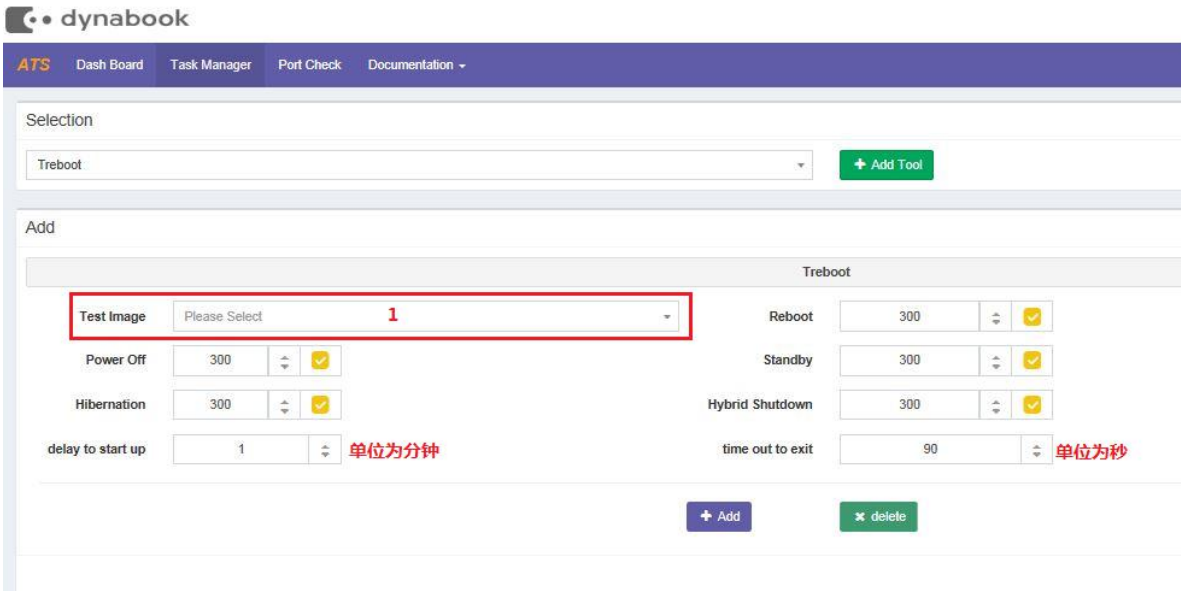 dynabook
ATS Dash Board Task Manager Port Check Documentation
Selection
Treboot + Add Tool
Add
Treboot
Test Image Please Select 1 Reboot 300
Power Off 300 Standby 300
Hibernation 300 Hybrid Shutdown 300
delay to start up 1 单位为分钟 time out to exit 90 单位为秒
+ Add × delete